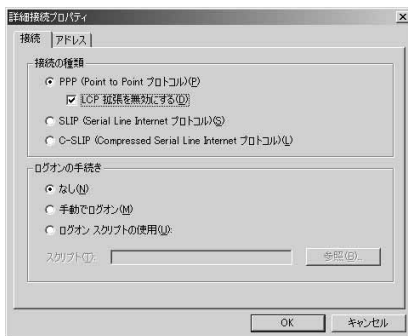 詳細接続プロパティ
接続
アドレス
接続の種類
PPP (Point to Point プロトコル)(P)
LCP 拡張を無効にする(D)
SLIP (Serial Line Internet プロトコル)(S)
C-SLIP (Compressed Serial Line Internet プロトコル)(L)
ログオンの手続き
なし(N)
手動でログオン(M)
ログオン スクリプトの使用(U):
スクリプト(T):
参照(B)...
OK
キャンセル